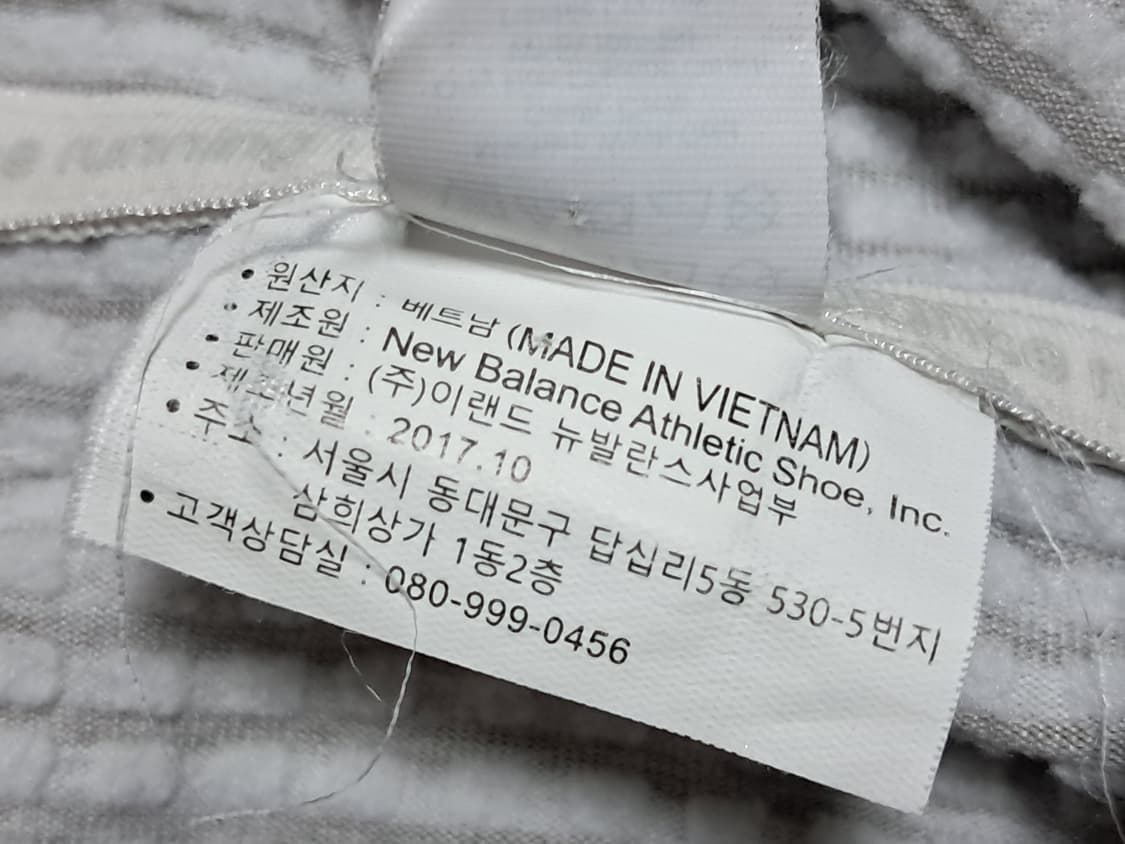 • 원산지 : 베트남 (MADE IN VIETNAM)
• 제조원 : New Balance Athletic Shoe, Inc.
• 판매원 : (주)이랜드 뉴발란스사업부
• 제조년월 : 2017.10
• 주소 : 서울시 동대문구 답십리5동 530-5번지
삼희상가 1동2층
• 고객상담실 : 080-999-0456